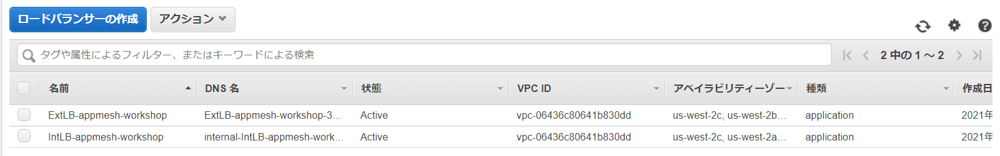 ロードバランサーの作成 アクション
タグや属性によるフィルター、またはキーワードによる検索 2 中の 1 ～ 2
名前 DNS 名 状態 VPC ID アベイラビリティーゾー 種類 作成日
ExtLB-appmesh-workshop ExtLB-appmesh-workshop-3... Active vpc-06436c80641b830dd us-west-2c, us-west-2b... application 2021年
IntLB-appmesh-workshop internal-IntLB-appmesh-work... Active vpc-06436c80641b830dd us-west-2c, us-west-2a... application 2021年